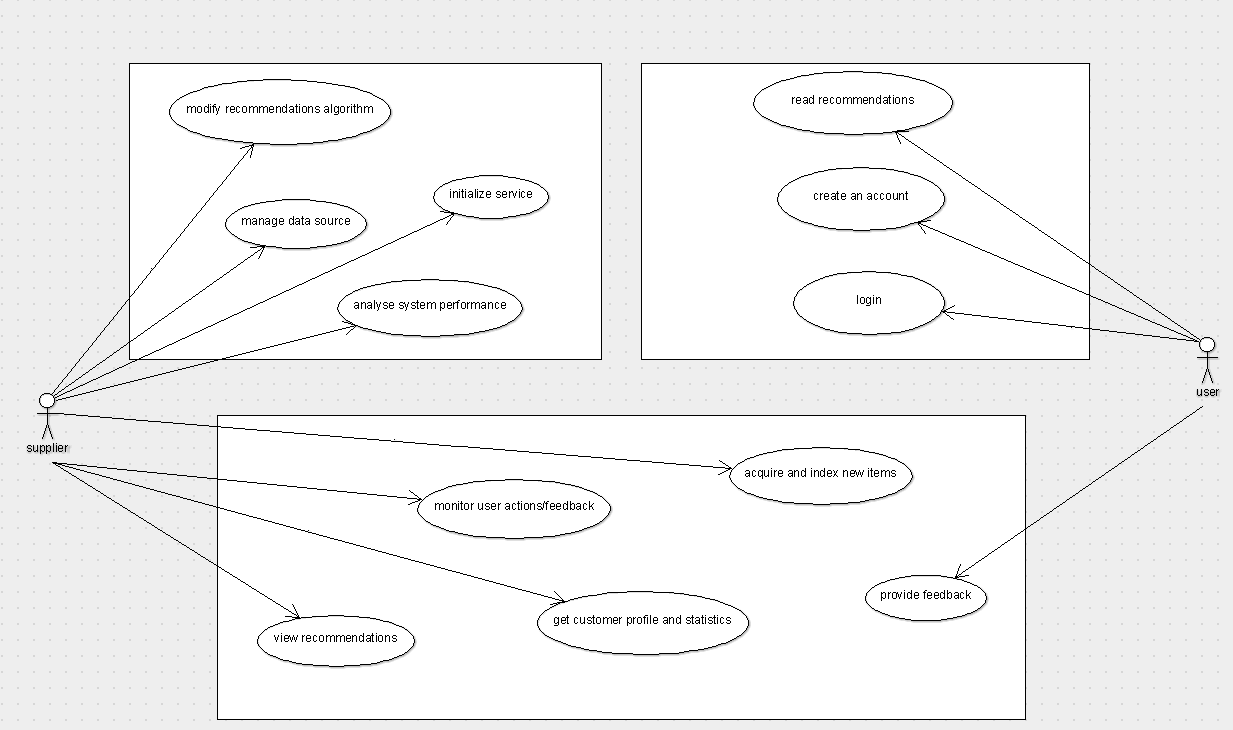 modify recommendations algorithm
initialize service
manage data source
analyse system performance
read recommendations
create an account
login
supplier
user
acquire and index new items
monitor user actions/feedback
provide feedback
get customer profile and statistics
view recommendations